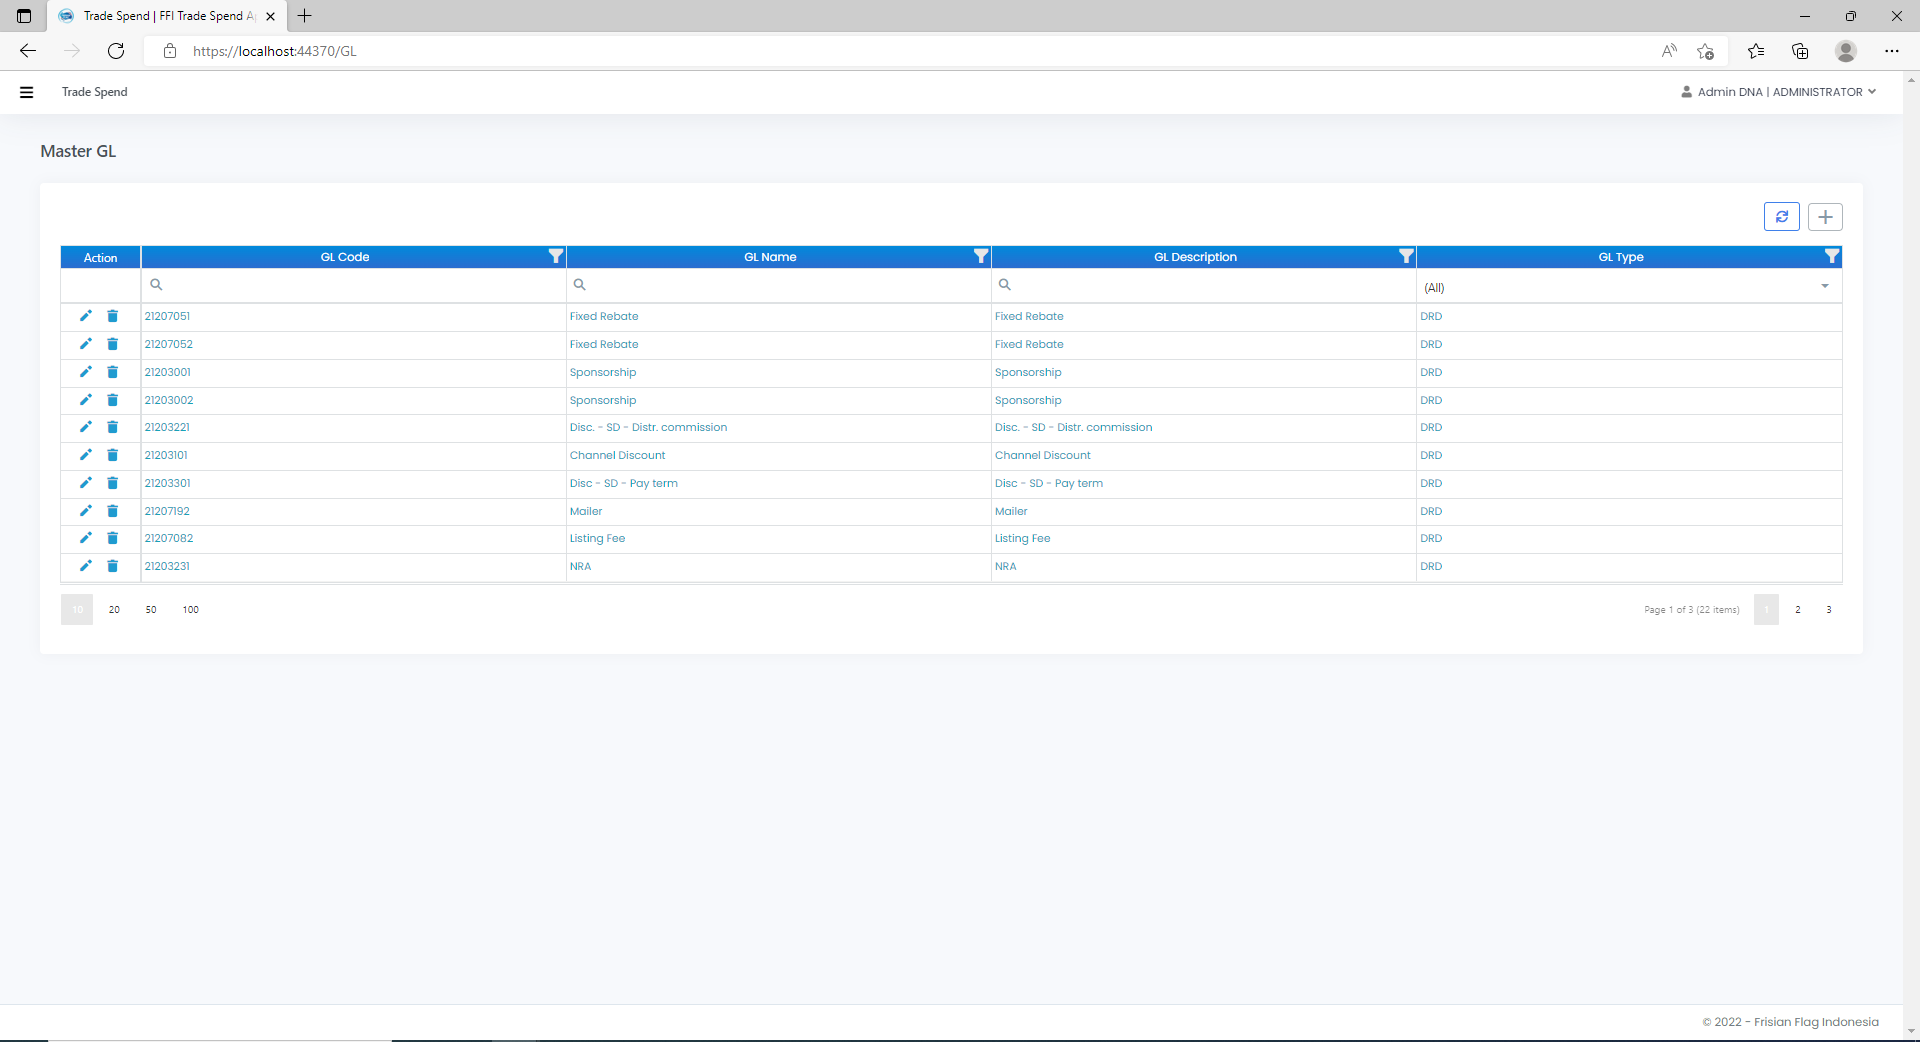 Trade Spend | FFI Trade Spend A
https://localhost:44370/GL
Trade Spend
Admin DNA | ADMINISTRATOR
Master GL
Action GL Code GL Name GL Description GL Type
(All)
21207051 Fixed Rebate Fixed Rebate DRD
21207052 Fixed Rebate Fixed Rebate DRD
21203001 Sponsorship Sponsorship DRD
21203002 Sponsorship Sponsorship DRD
21203221 Disc. - SD - Distr. commission Disc. - SD - Distr. commission DRD
21203101 Channel Discount Channel Discount DRD
21203301 Disc - SD - Pay term Disc - SD - Pay term DRD
21207192 Mailer Mailer DRD
21207082 Listing Fee Listing Fee DRD
21203231 NRA NRA DRD
10 20 50 100 Page 1 of 3 (22 items) 1 2 3
© 2022 - Frisian Flag Indonesia